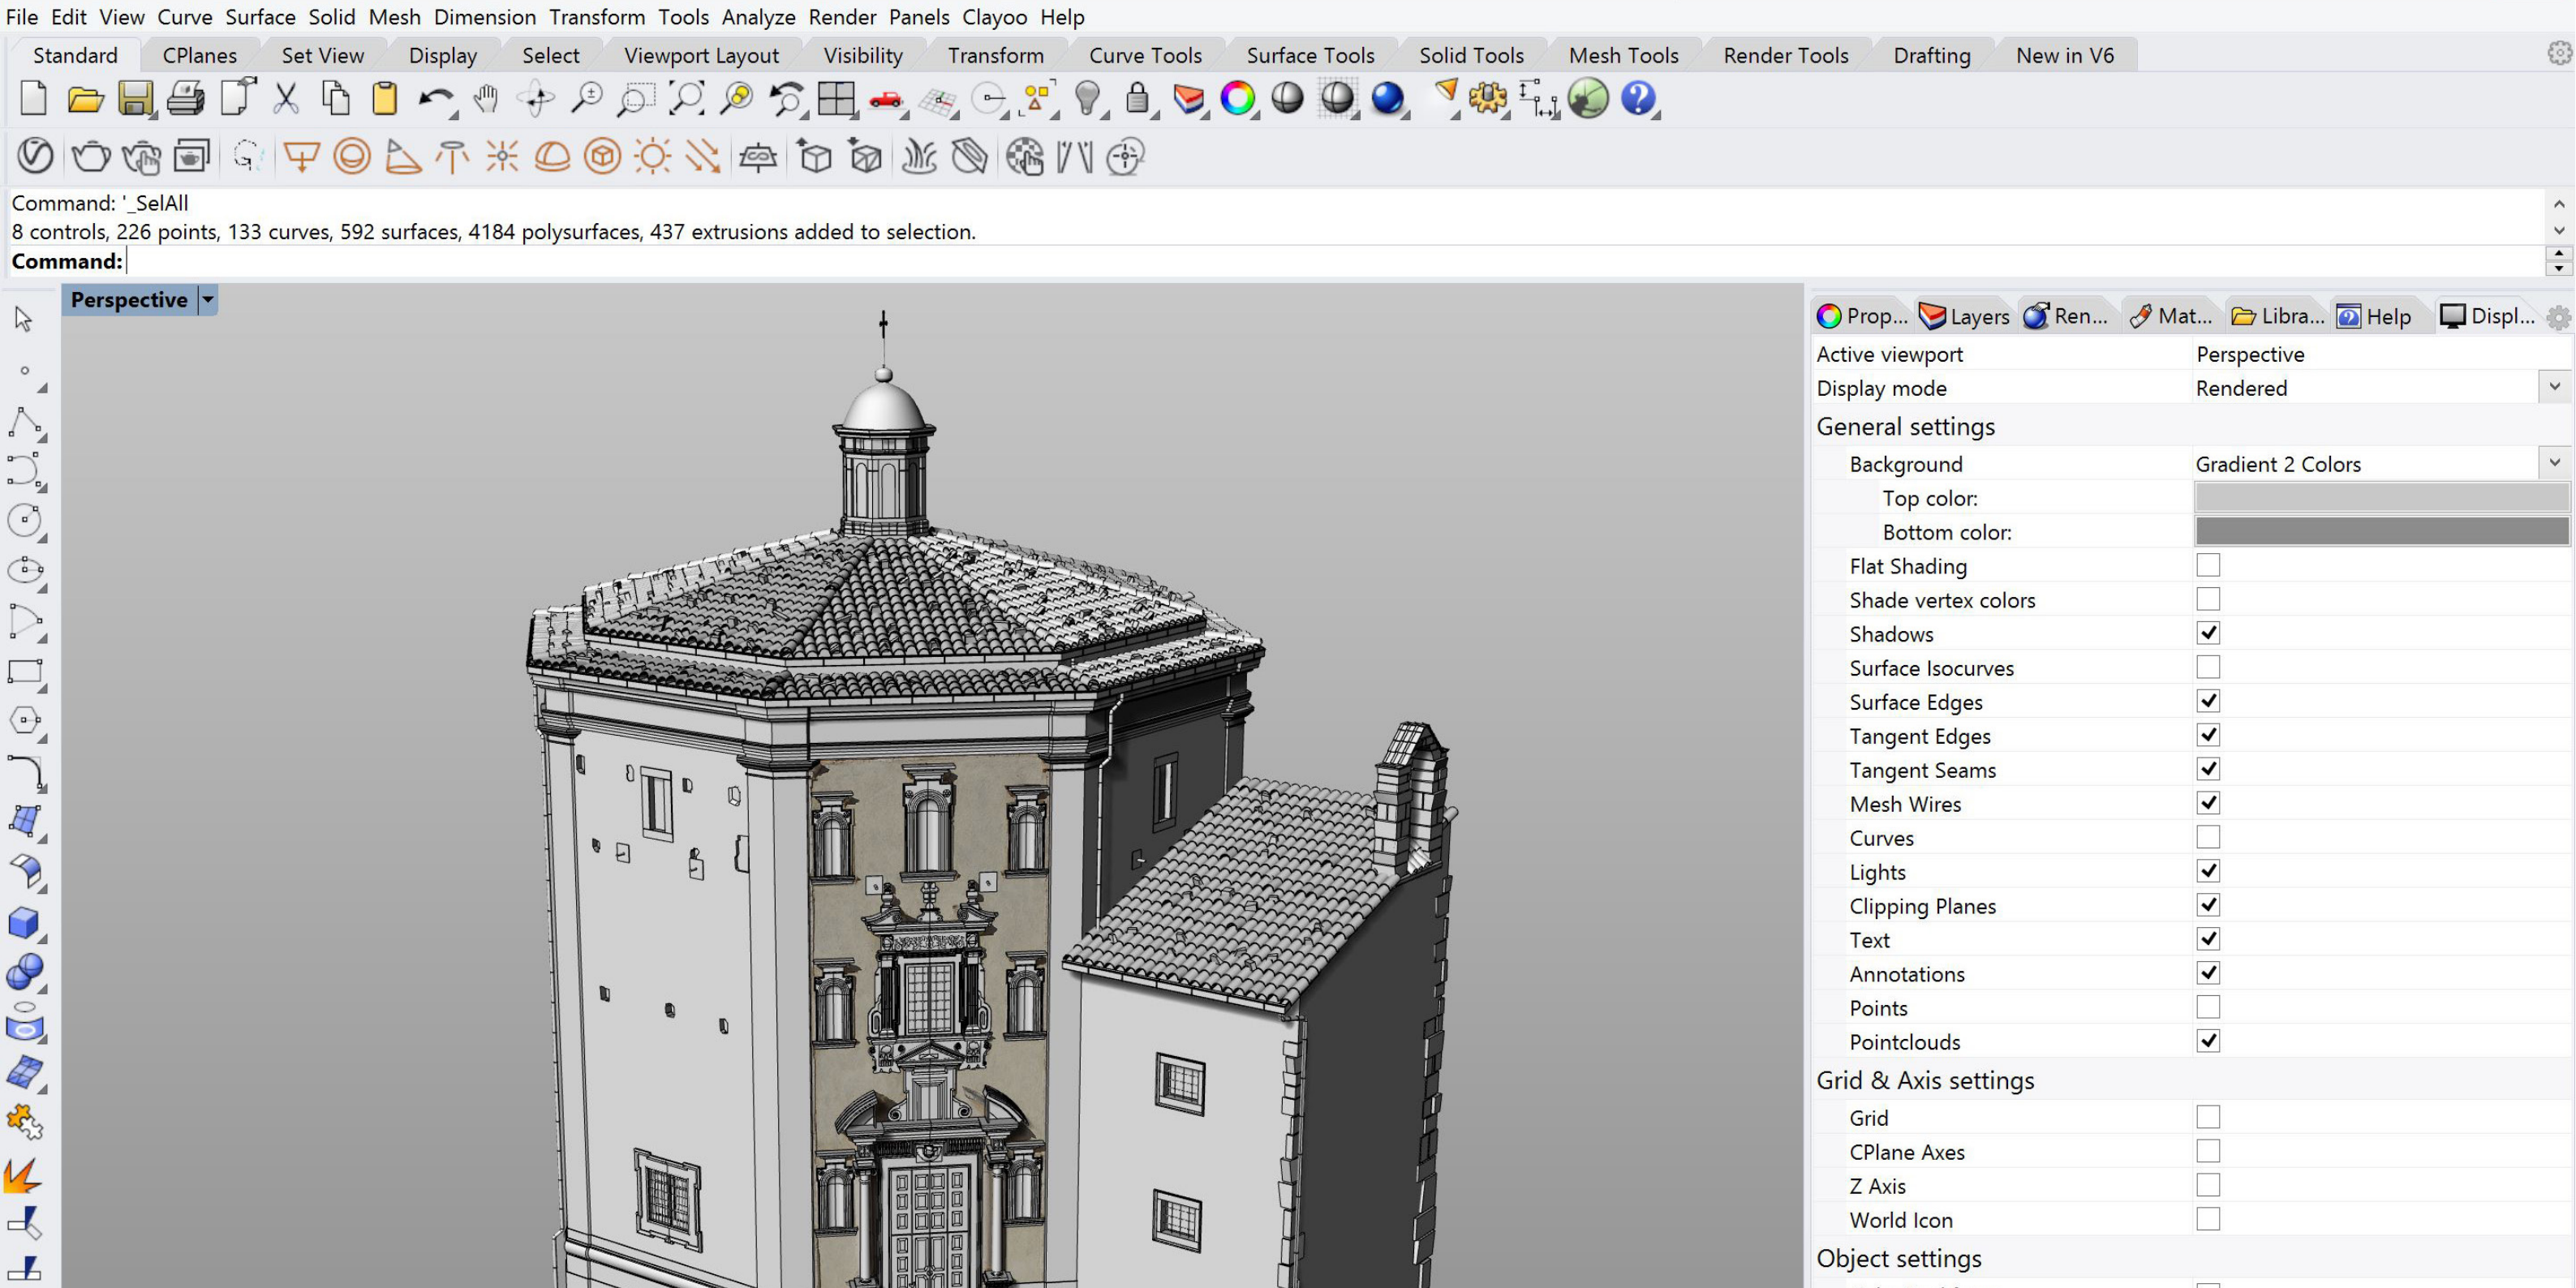 File Edit View Curve Surface Solid Mesh Dimension Transform Tools Analyze Render Panels Clayoo Help
Standard CPlanes Set View Display Select Viewport Layout Visibility Transform Curve Tools Surface Tools Solid Tools Mesh Tools Render Tools Drafting New in V6
Command: '_SelAll
8 controls, 226 points, 133 curves, 592 surfaces, 4184 polysurfaces, 437 extrusions added to selection.
Command:
Perspective
Prop... Layers Ren... Mat... Libra... Help Displ...
Active viewport Perspective
Display mode Rendered
General settings
Background Gradient 2 Colors
Top color:
Bottom color:
Flat Shading
Shade vertex colors
Shadows
Surface Isocurves
Surface Edges
Tangent Edges
Tangent Seams
Mesh Wires
Curves
Lights
Clipping Planes
Text
Annotations
Points
Pointclouds
Grid & Axis settings
Grid
CPlane Axes
Z Axis
World Icon
Object settings